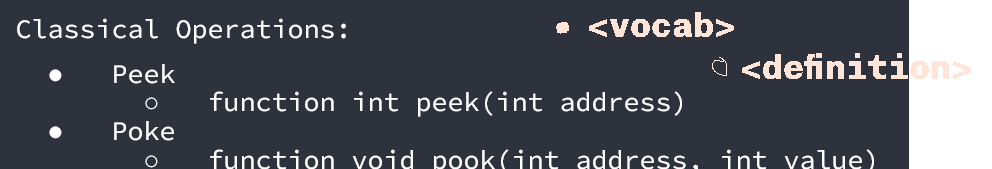 Classical Operations:
● <vocab>
● Peek
○ <definition>
○ function int peek(int address)
● Poke
○ function void pook(int address, int value)